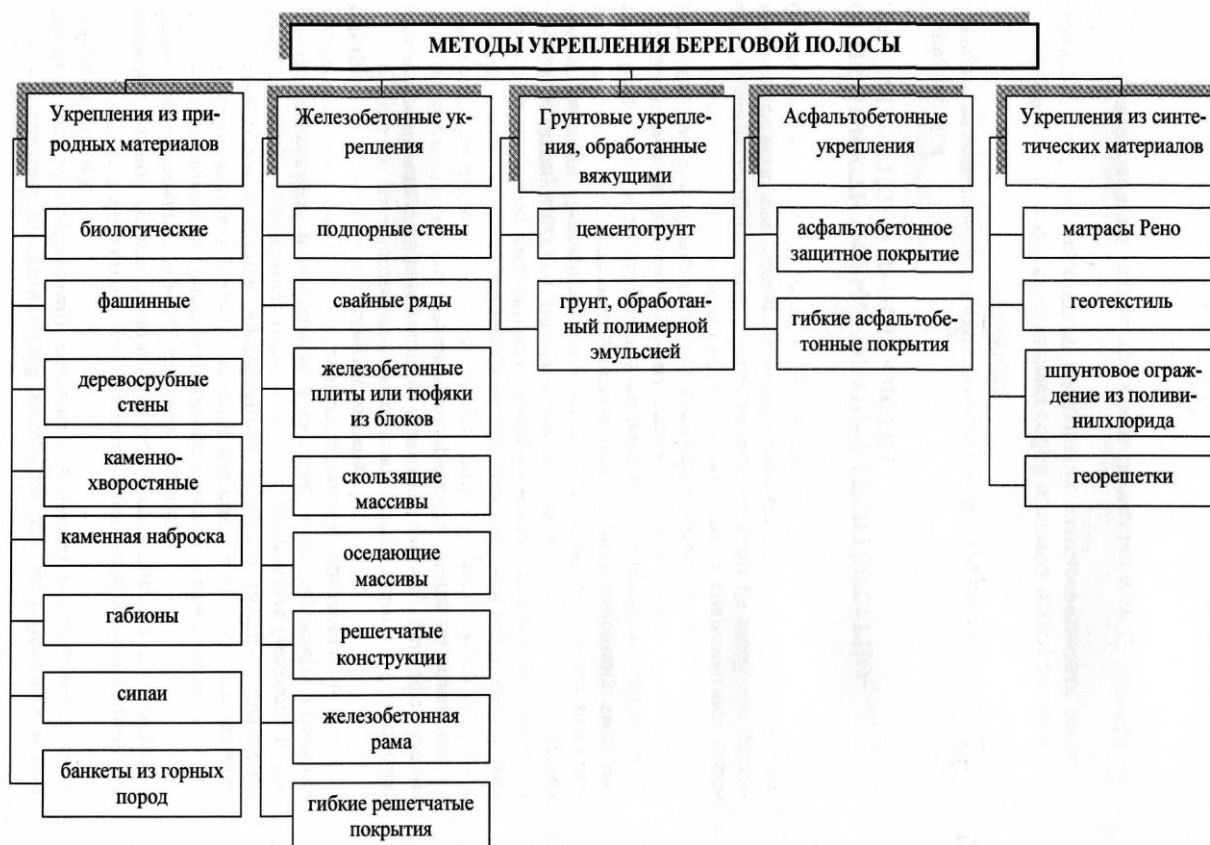 МЕТОДЫ УКРЕПЛЕНИЯ БЕРЕГОВОЙ ПОЛОСЫ
Укрепления из при-
родных материалов
биологические
фашинные
деревосрубные
стены
каменно-
хворостяные
каменная наброска
габионы
сипаи
банкеты из горных
пород
Железобетонные ук-
репления
подпорные стены
свайные ряды
железобетонные
плиты или тюфяки
из блоков
скользящие
массивы
оседающие
массивы
решетчатые
конструкции
железобетонная
рама
гибкие решетчатые
покрытия
Грунтовые укрепле-
ния, обработанные
вяжущими
цементогрунт
грунт, обработан-
ный полимерной
эмульсией
Асфальтобетонные
укрепления
асфальтобетонное
защитное покрытие
гибкие асфальтобе-
тонные покрытия
Укрепления из синте-
тических материалов
матрасы Рено
геотекстиль
шпунтовое ограж-
дение из поливи-
нилхлорида
георешетки